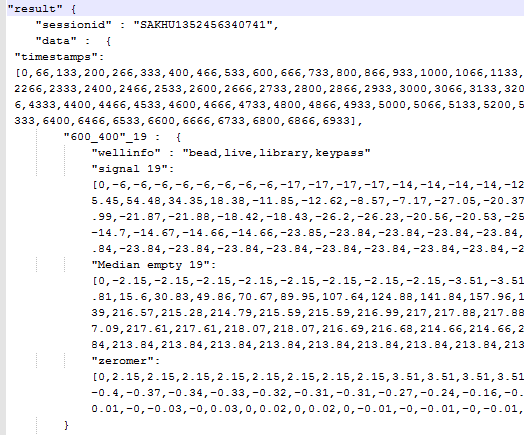 "result" {
"sessionid" : "SAKHU1352456340741",
"data" : {
"timestamps":
[0,66,133,200,266,333,400,466,533,600,666,733,800,866,933,1000,1066,1133,
2266,2333,2400,2466,2533,2600,2666,2733,2800,2866,2933,3000,3066,3133,320
6,4333,4400,4466,4533,4600,4666,4733,4800,4866,4933,5000,5066,5133,5200,5
333,6400,6466,6533,6600,6666,6733,6800,6866,6933],
"600_400"_19 : {
"wellinfo" : "bead,live,library,keypass"
"signal 19":
[0,-6,-6,-6,-6,-6,-6,-6,-6,-17,-17,-17,-17,-14,-14,-14,-14,-12
5.45,54.48,34.35,18.38,-11.85,-12.62,-8.57,-7.17,-27.05,-20.37
.99,-21.87,-21.88,-18.42,-18.43,-26.2,-26.23,-20.56,-20.53,-25
-14.7,-14.67,-14.66,-14.66,-23.85,-23.84,-23.84,-23.84,-23.84,
.84,-23.84,-23.84,-23.84,-23.84,-23.84,-23.84,-23.84,-23.84,-2
"Median empty 19":
[0,-2.15,-2.15,-2.15,-2.15,-2.15,-2.15,-2.15,-2.15,-3.51,-3.51
.81,15.6,30.83,49.86,70.67,89.95,107.64,124.88,141.84,157.96,1
39,216.57,215.28,214.79,215.59,215.59,216.99,217,217.88,217.88
7.09,217.61,217.61,218.07,218.07,216.69,216.68,214.66,214.66,2
84,213.84,213.84,213.84,213.84,213.84,213.84,213.84,213.84,213
"zeromer":
[0,2.15,2.15,2.15,2.15,2.15,2.15,2.15,2.15,3.51,3.51,3.51,3.51
-0.4,-0.37,-0.34,-0.33,-0.32,-0.31,-0.31,-0.27,-0.24,-0.16,-0.
0.01,-0,-0.03,-0,0.03,0,0.02,0,0.02,0,-0.01,-0,-0.01,-0,-0.01,
}